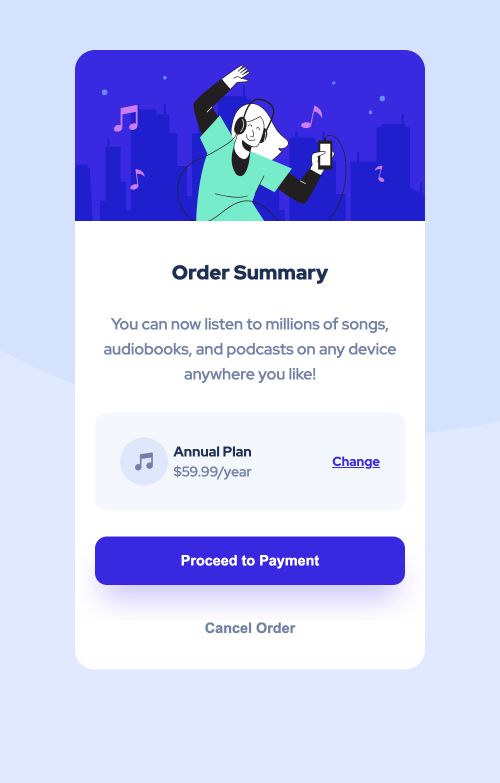 Order Summary
You can now listen to millions of songs,
audiobooks, and podcasts on any device
anywhere you like!
Annual Plan
$59.99/year
Change
Proceed to Payment
Cancel Order